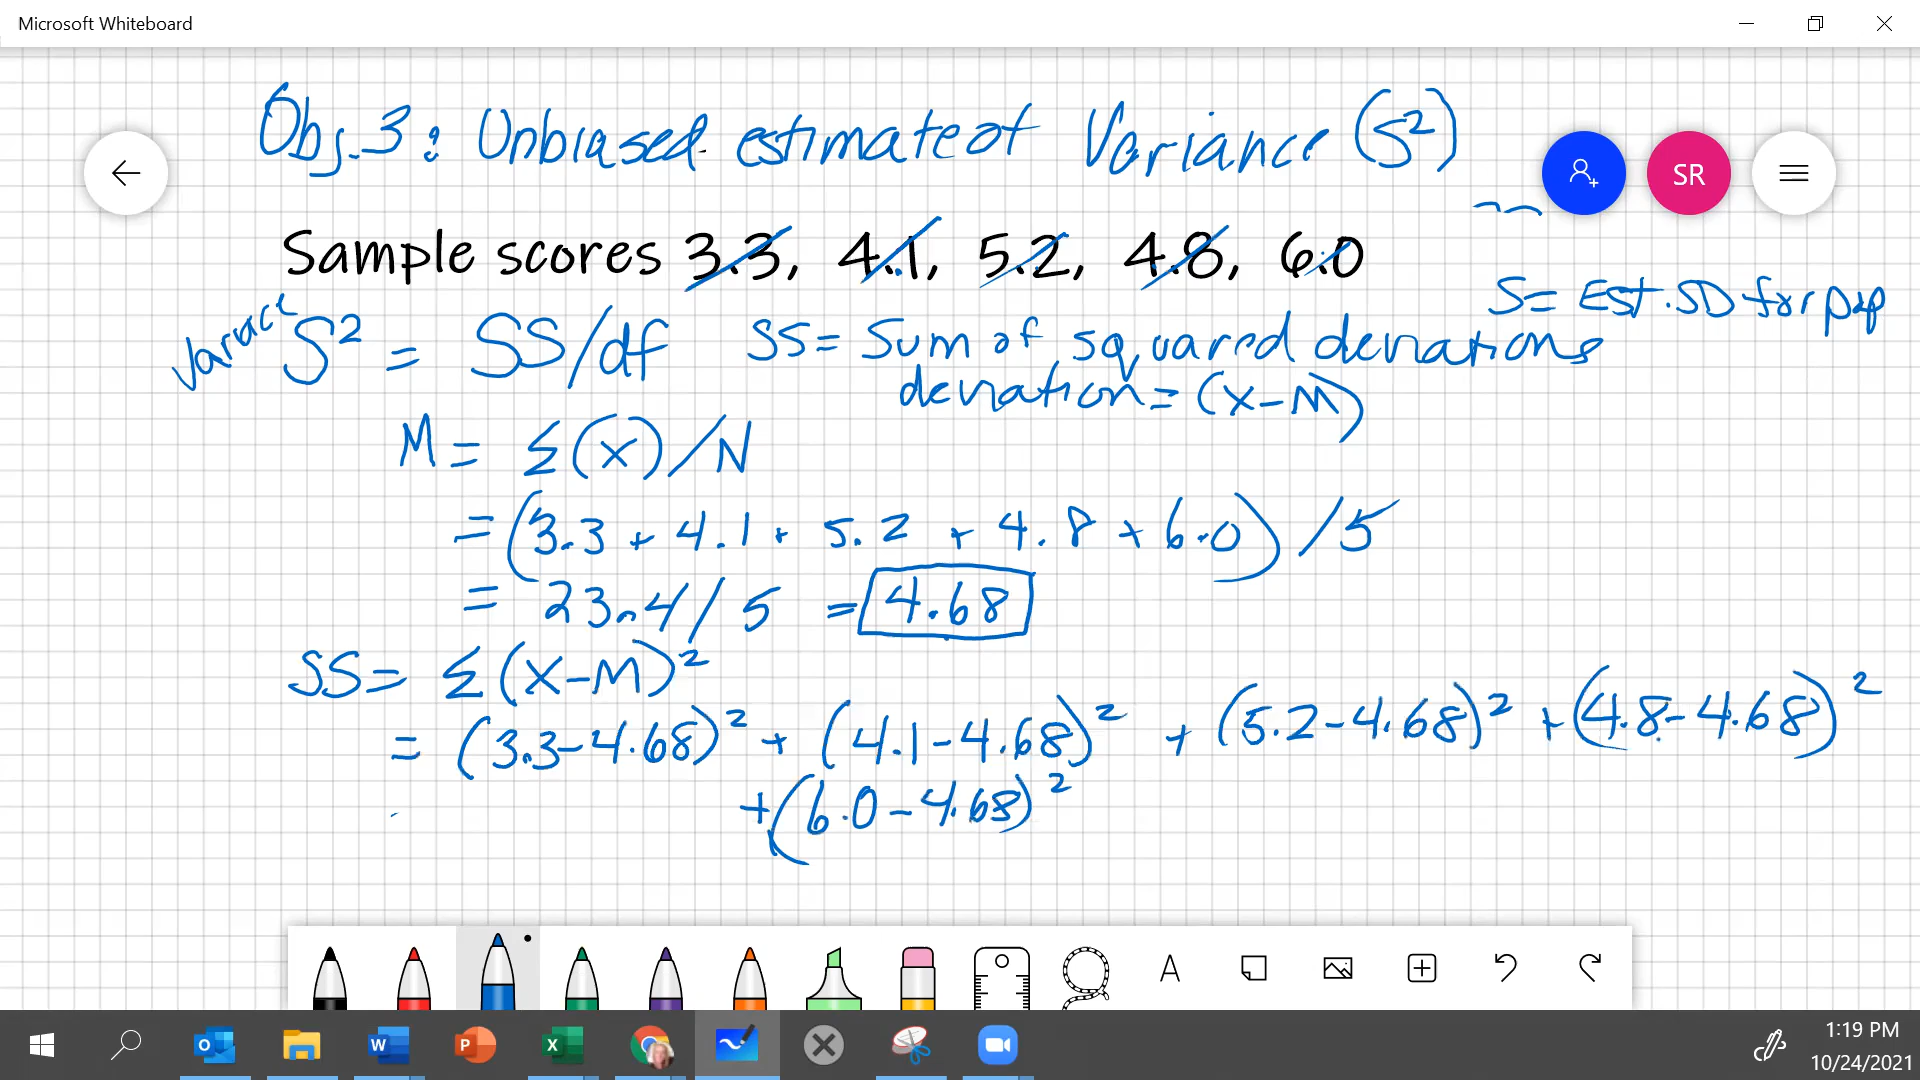 Microsoft Whiteboard
Obj. 3: Unbiased estimate of Variance (S²)
SR
Sample scores 3.3, 4.1, 5.2, 4.8, 6.0
S= Est. SD for pop
S² = SS/df SS= Sum of squared deviations
deviation= (X-M)
M= Σ(X)/N
= (3.3 + 4.1 + 5.2 + 4.8 + 6.0) /5
= 23.4/5 = 4.68
SS= Σ(X-M)²
= (3.3-4.68)² + (4.1-4.68)² + (5.2-4.68)² + (4.8-4.68)²
+(6.0-4.68)²
1:19 PM
10/24/2021